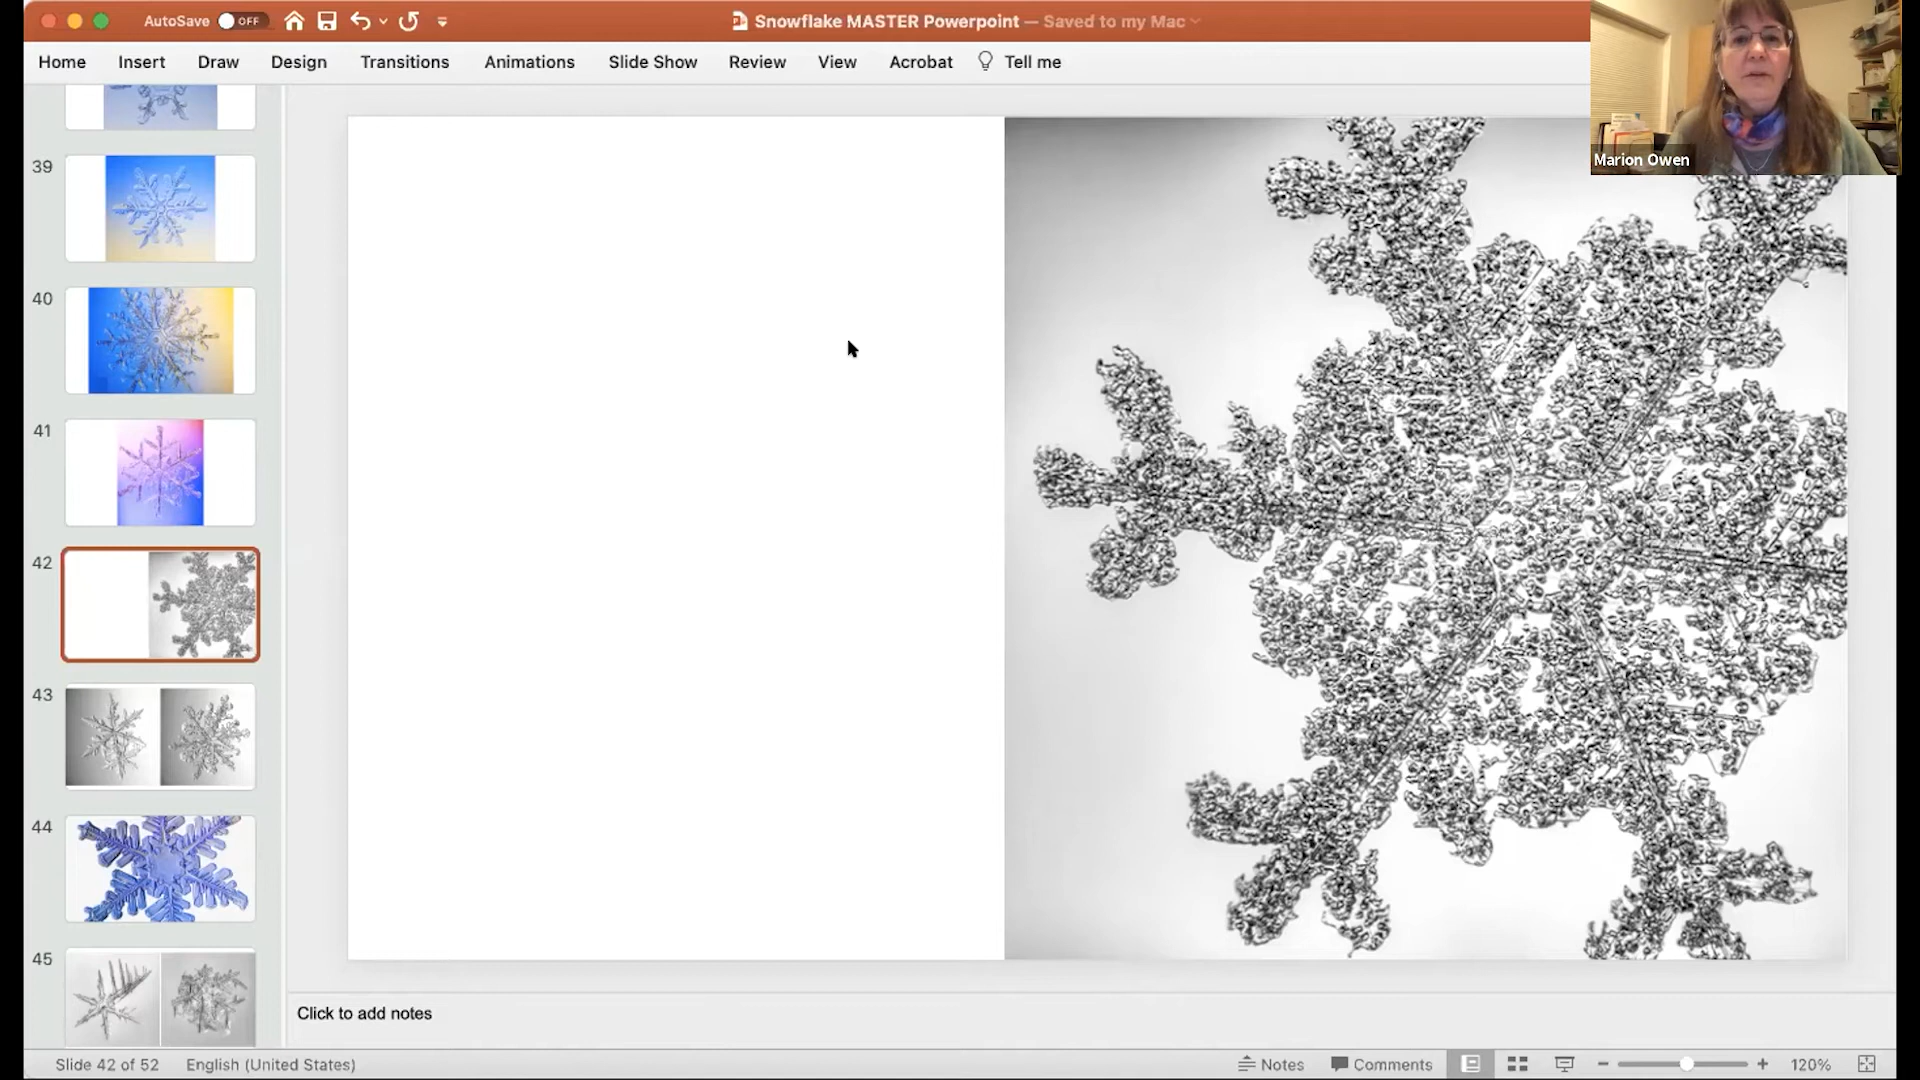 AutoSave OFF Snowflake MASTER Powerpoint — Saved to my Mac
Home Insert Draw Design Transitions Animations Slide Show Review View Acrobat Tell me
Marion Owen
39
40
41
42
43
44
45
Click to add notes
Slide 42 of 52 English (United States) Notes Comments 120%